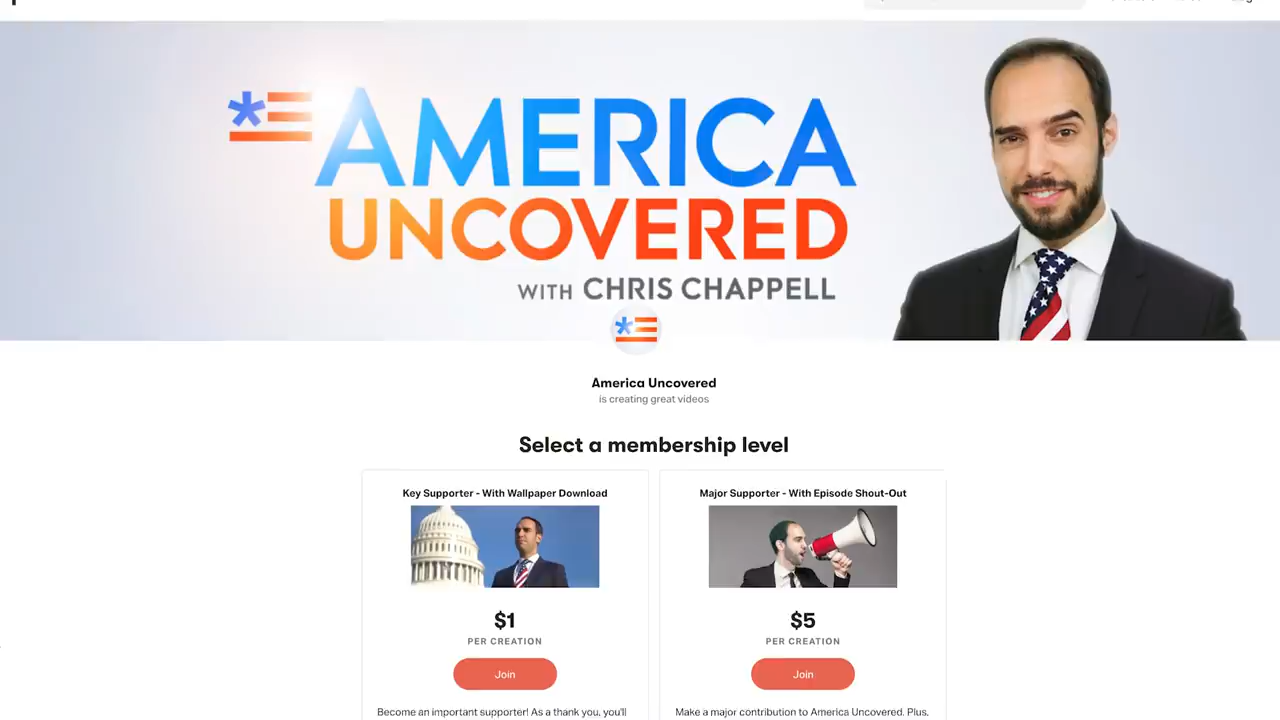 AMERICA
UNCOVERED
WITH CHRIS CHAPPELL
America Uncovered
is creating great videos
Select a membership level
Key Supporter - With Wallpaper Download
Major Supporter - With Episode Shout-Out
$1
PER CREATION
Join
$5
PER CREATION
Join
Become an important supporter! As a thank you, you'll
Make a major contribution to America Uncovered. Plus,